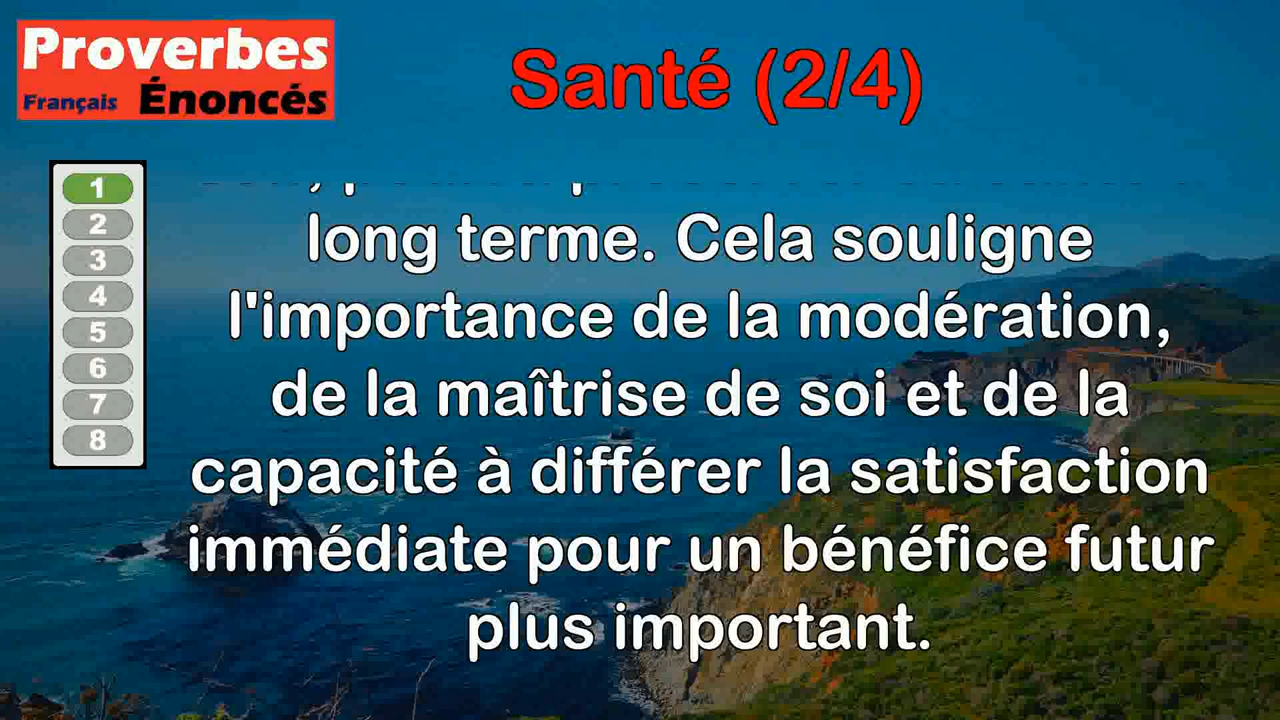 Proverbes
Français Énoncés
Santé (2/4)
1
2
3
4
5
6
7
8
long terme. Cela souligne
l'importance de la modération,
de la maîtrise de soi et de la
capacité à différer la satisfaction
immédiate pour un bénéfice futur
plus important.